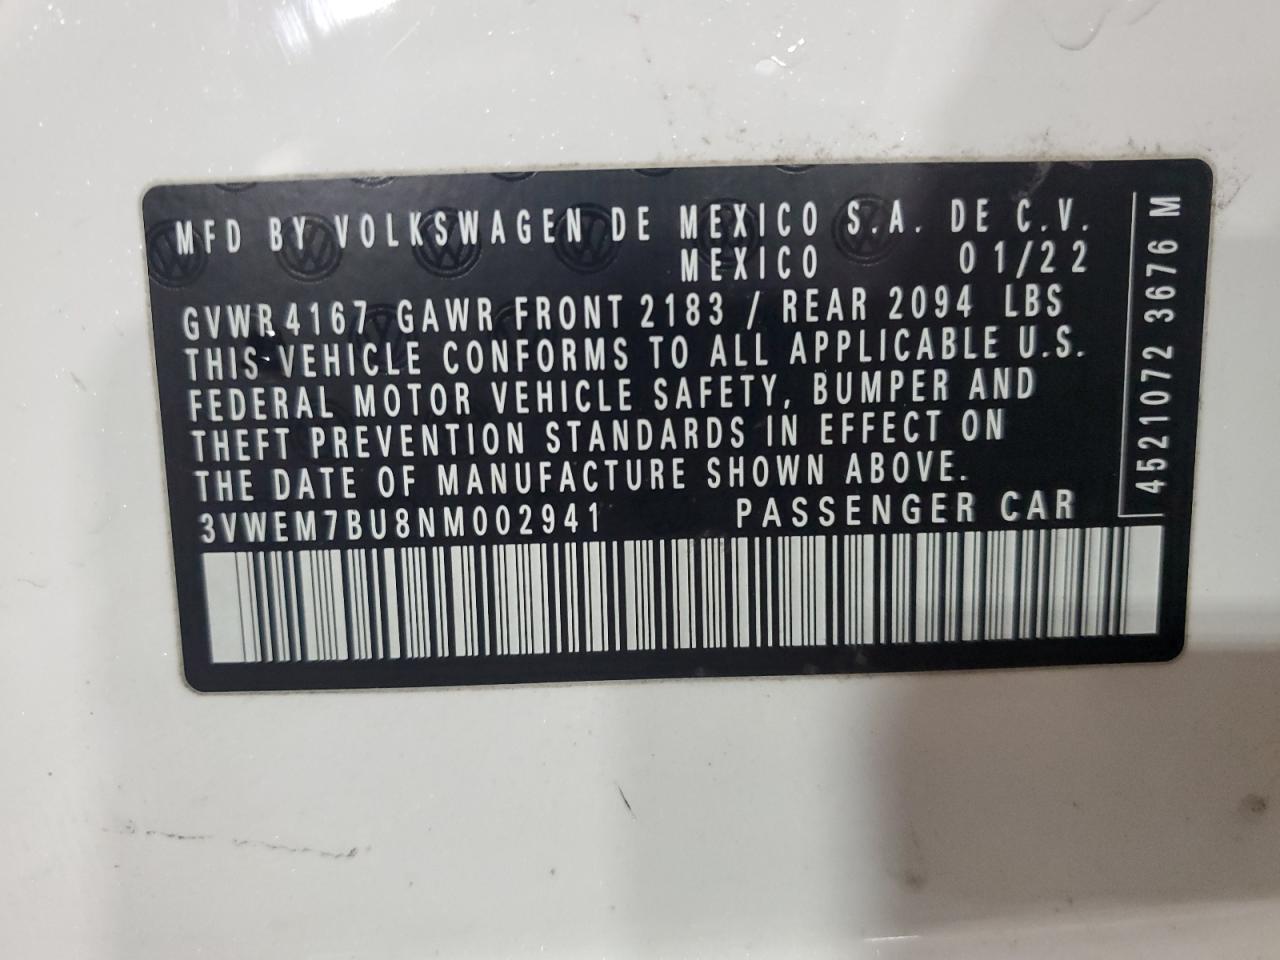 MFD BY VOLKSWAGEN DE MEXICO S.A. DE C.V.
MEXICO 01/22
GVWR 4167 GAWR FRONT 2183 / REAR 2094 LBS
THIS VEHICLE CONFORMS TO ALL APPLICABLE U.S.
FEDERAL MOTOR VEHICLE SAFETY, BUMPER AND
THEFT PREVENTION STANDARDS IN EFFECT ON
THE DATE OF MANUFACTURE SHOWN ABOVE.
3VWEM7BU8NM002941 PASSENGER CAR
4521072 3676 M